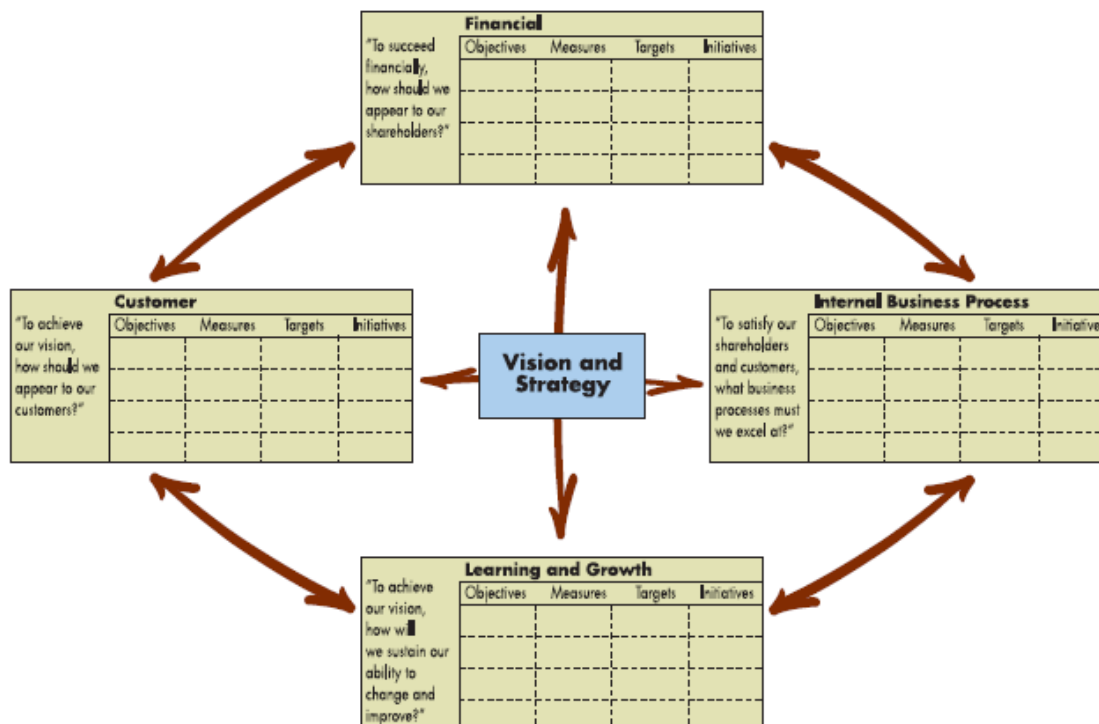 Financial
"To succeed
financially,
how should we
appear to our
shareholders?"
Objectives Measures Targets Initiatives
Customer
"To achieve
our vision,
how should we
appear to our
customers?"
Objectives Measures Targets Initiatives
Vision and
Strategy
Internal Business Process
"To satisfy our
shareholders
and customers,
what business
processes must
we excel at?"
Objectives Measures Targets Initiative
Learning and Growth
"To achieve
our vision,
how will
we sustain our
ability to
change and
improve?"
Objectives Measures Targets Initiatives